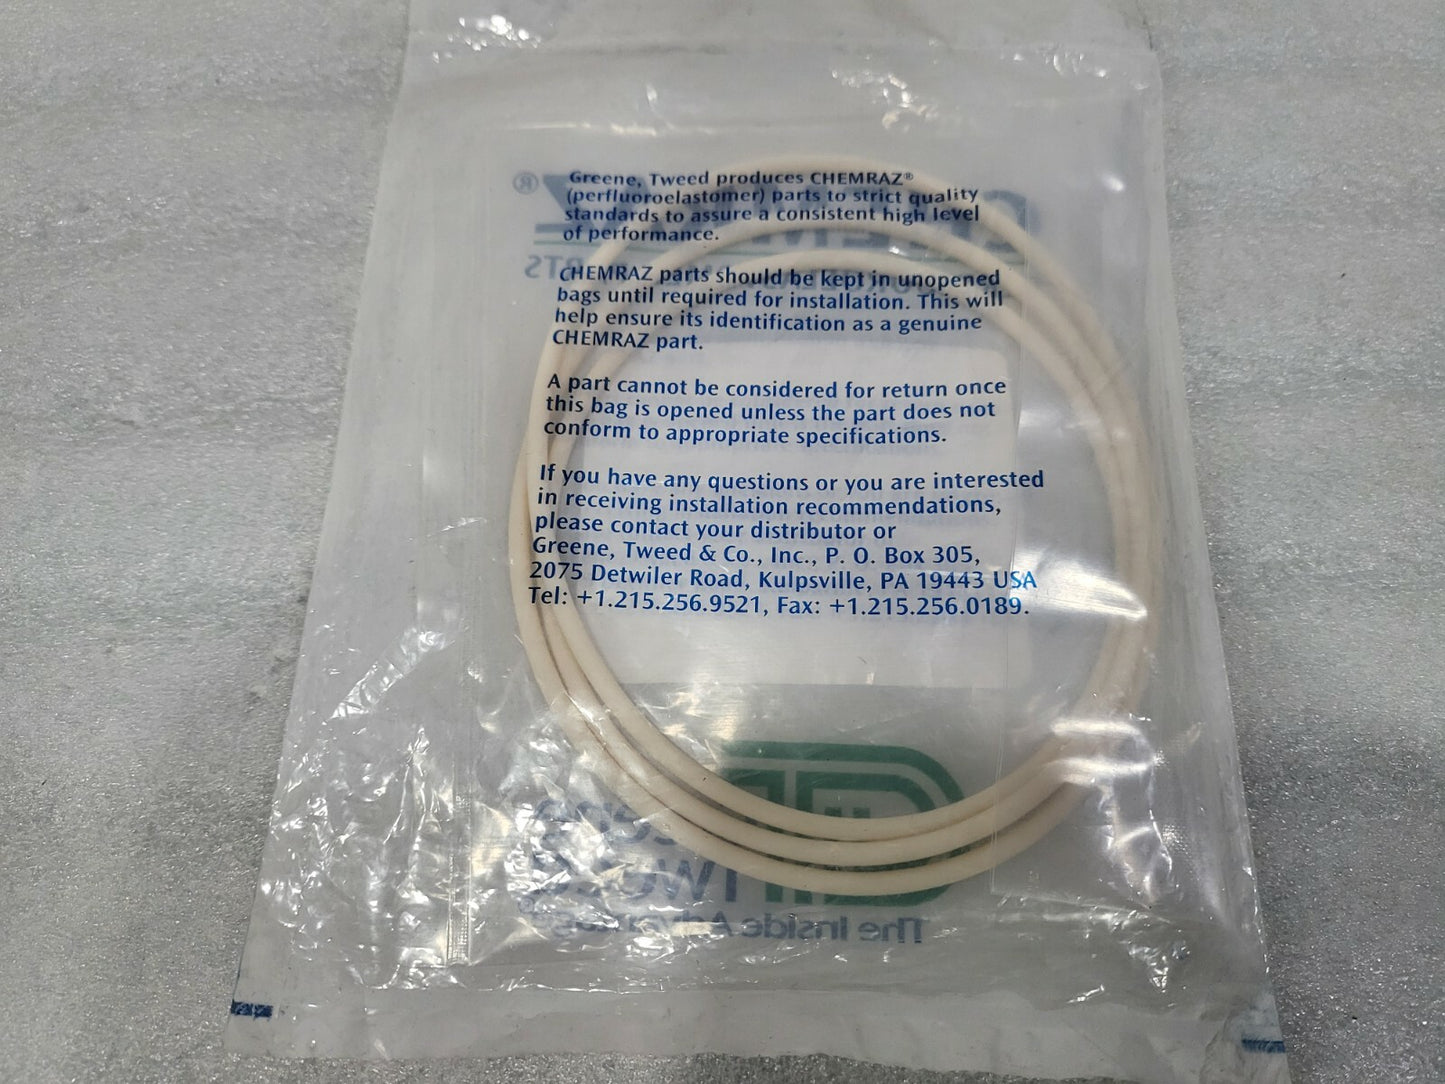 Greene, Tweed produces CHEMRAZ®
(perfluoroelastomer) parts to strict quality
standards to assure a consistent high level
of performance.
CHEMRAZ parts should be kept in unopened
bags until required for installation. This will
help ensure its identification as a genuine
CHEMRAZ part.
A part cannot be considered for return once
this bag is opened unless the part does not
conform to appropriate specifications.
If you have any questions or you are interested
in receiving installation recommendations,
please contact your distributor or
Greene, Tweed & Co., Inc., P. O. Box 305,
2075 Detwiler Road, Kulpsville, PA 19443 USA
Tel: +1.215.256.9521, Fax: +1.215.256.0189.
The Inside